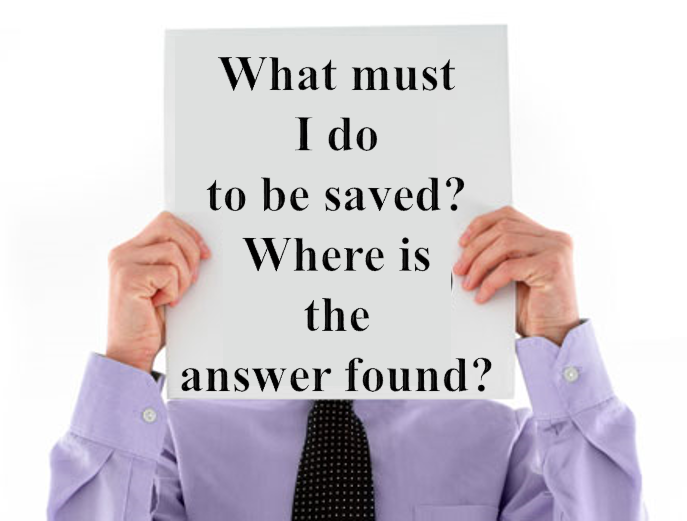 What must
I do
to be saved?
Where is
the
answer found?